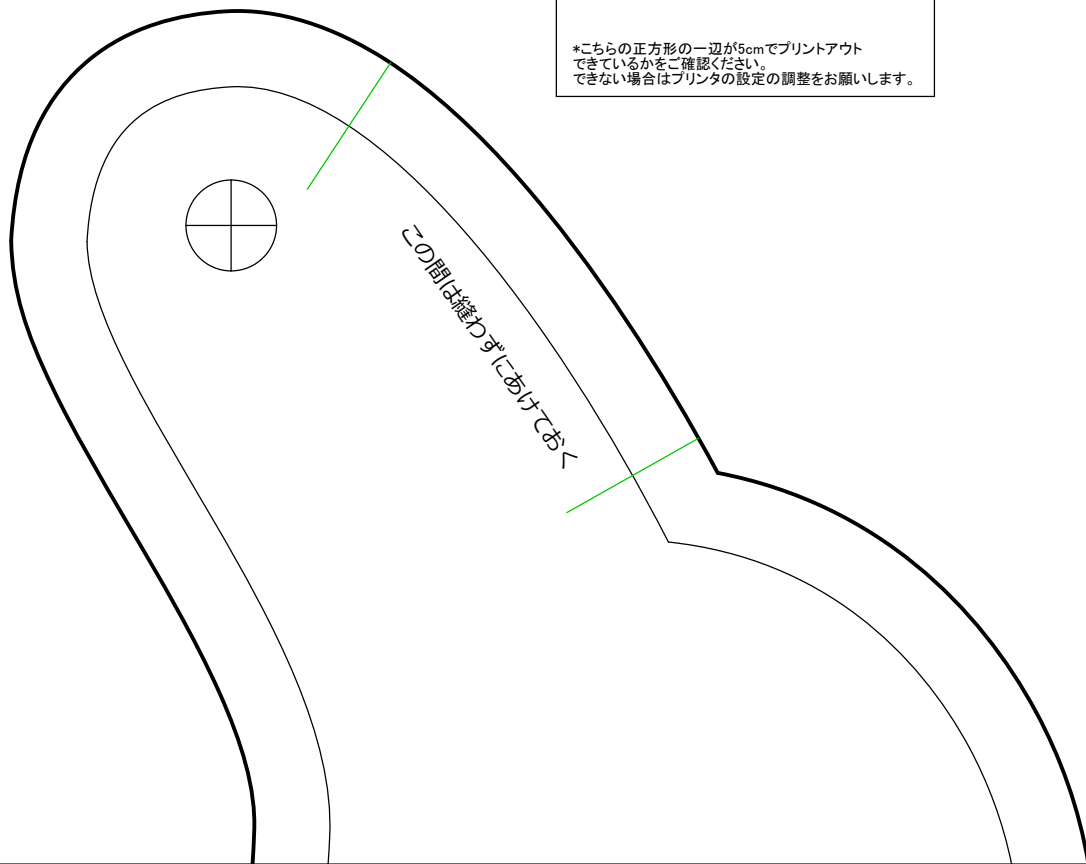 *こちらの正方形の一辺が5cmでプリントアウト
できているかをご確認ください。
できない場合はプリンタの設定の調整をお願いします。
この間は縫わずにあけておく